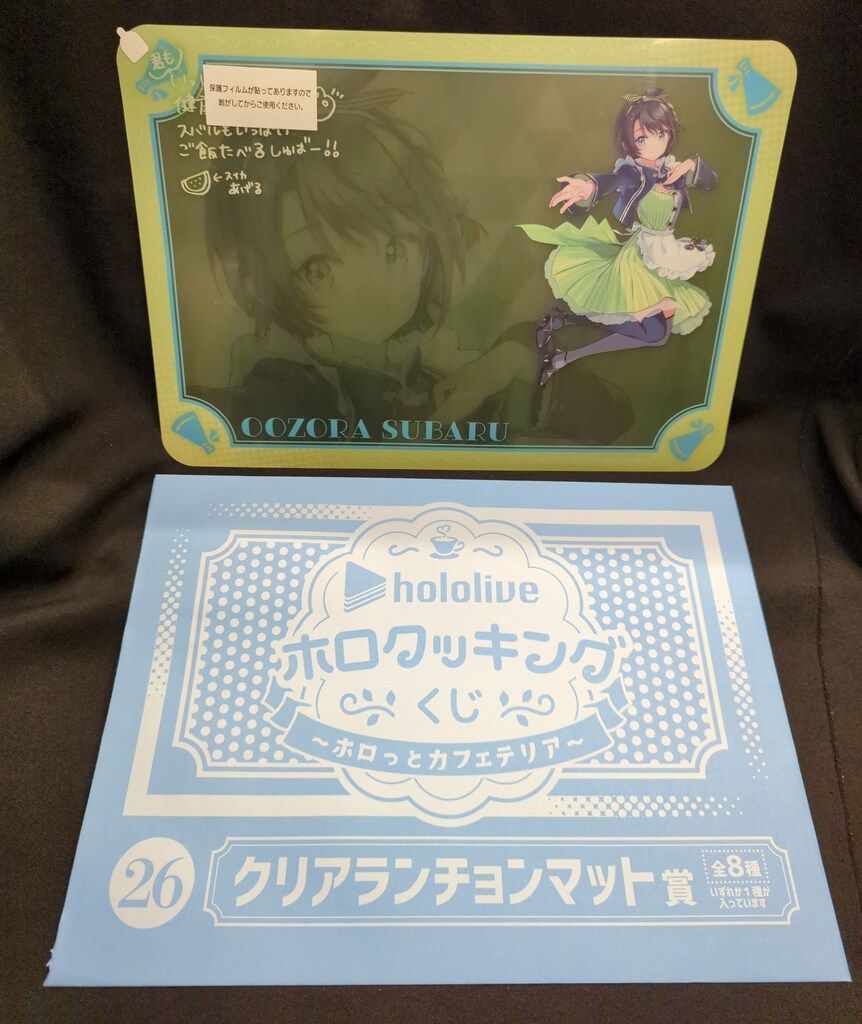 君も
いっ
保護フィルムが貼ってありますので
剥がしてからご使用ください。
スバルもいっぱい
ご飯たべるしゅばー!!
←スイカ
あげる
OOZORA SUBARU
hololive
ホロクッキング
くじ
～ホロっとカフェテリア～
26
クリアランチョンマット賞
全8種
いずれか1種が
入っています